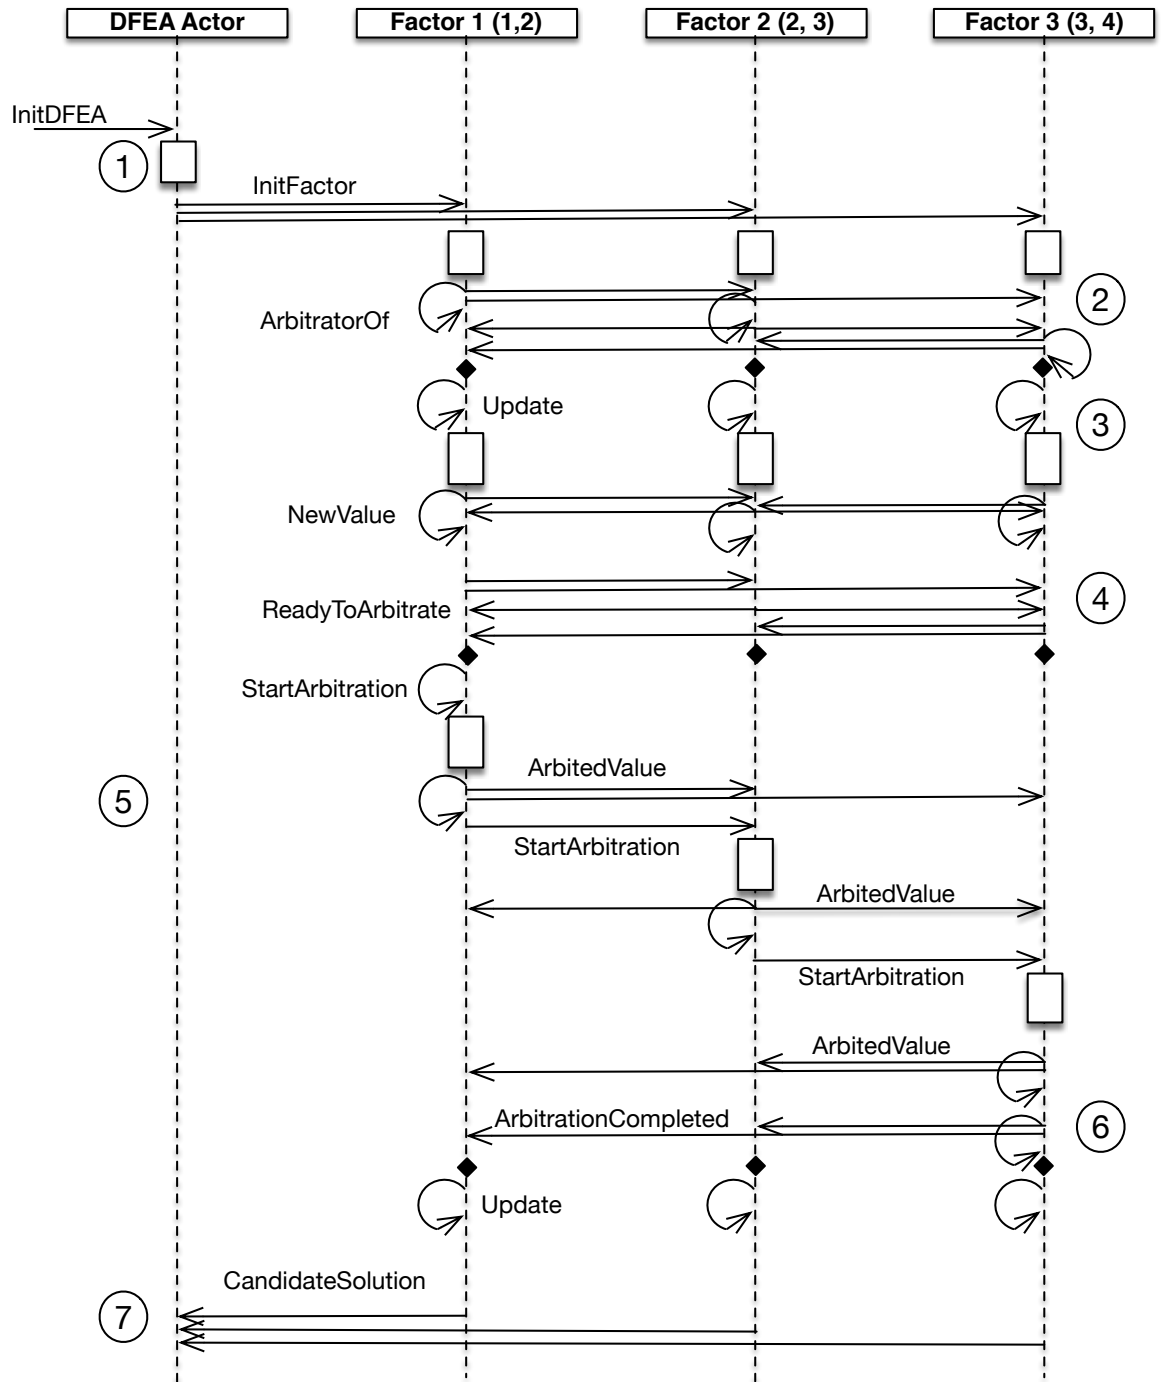 DFEA Actor
Factor 1 (1,2)
Factor 2 (2, 3)
Factor 3 (3, 4)
InitDFEA
1
InitFactor
2
ArbitratorOf
Update
3
NewValue
4
ReadyToArbitrate
StartArbitration
ArbitedValue
5
StartArbitration
ArbitedValue
StartArbitration
ArbitedValue
ArbitrationCompleted
6
Update
CandidateSolution
7